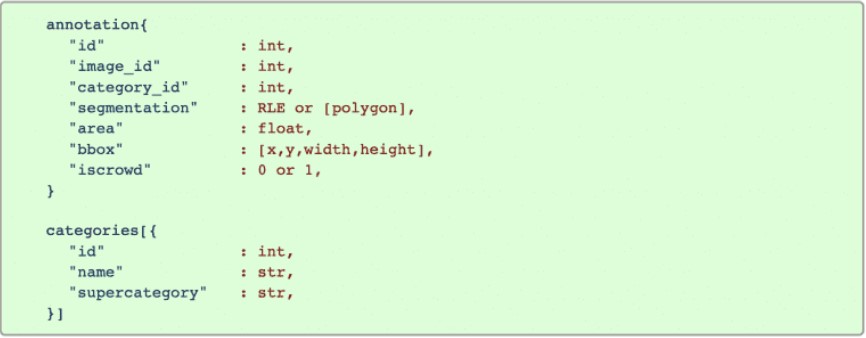 annotation{
"id" : int,
"image_id" : int,
"category_id" : int,
"segmentation" : RLE or [polygon],
"area" : float,
"bbox" : [x,y,width,height],
"iscrowd" : 0 or 1,
}
categories[{
"id" : int,
"name" : str,
"supercategory" : str,
}]